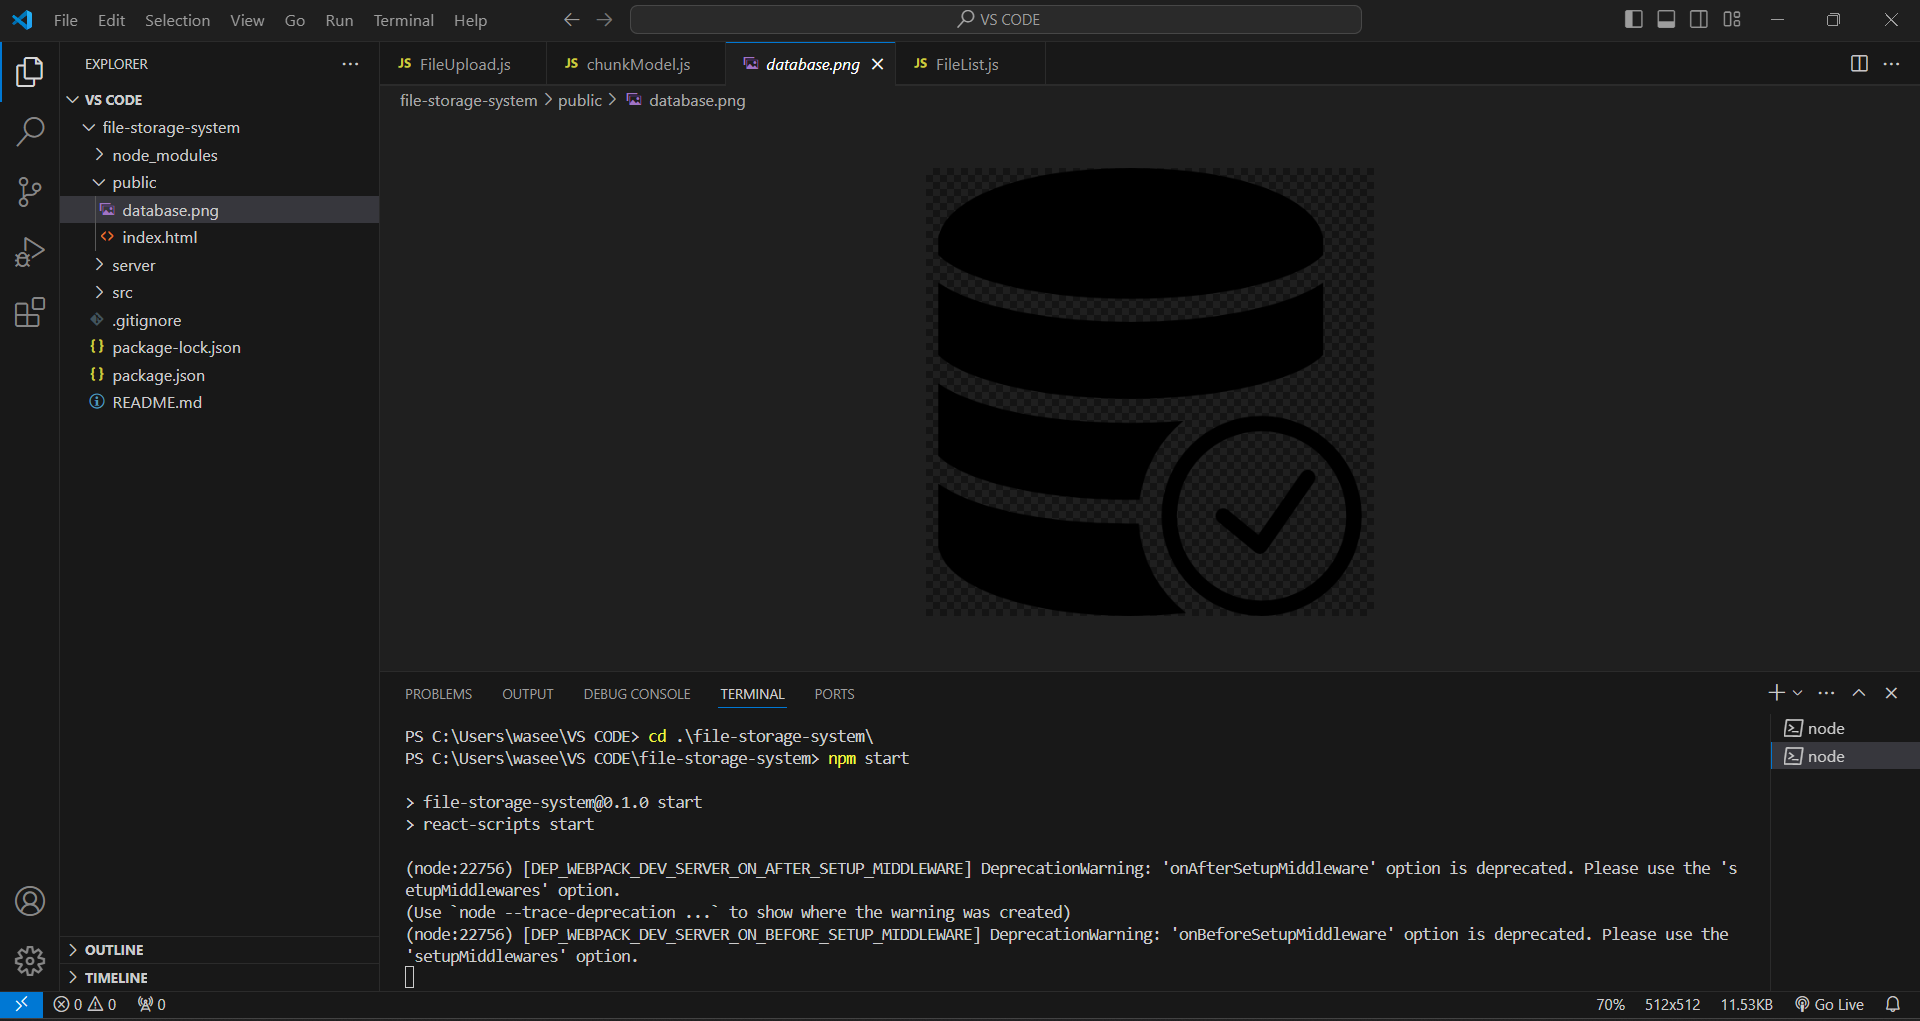 File Edit Selection View Go Run Terminal Help
VS CODE
EXPLORER
VS CODE
file-storage-system
node_modules
public
database.png
index.html
server
src
.gitignore
package-lock.json
package.json
README.md
OUTLINE
TIMELINE
JS FileUpload.js
JS chunkModel.js
database.png
JS FileList.js
file-storage-system > public > database.png
PROBLEMS OUTPUT DEBUG CONSOLE TERMINAL PORTS
PS C:\Users\wasee\VS CODE> cd .\file-storage-system\
PS C:\Users\wasee\VS CODE\file-storage-system> npm start
> file-storage-system@0.1.0 start
> react-scripts start
(node:22756) [DEP_WEBPACK_DEV_SERVER_ON_AFTER_SETUP_MIDDLEWARE] DeprecationWarning: 'onAfterSetupMiddleware' option is deprecated. Please use the 's
etupMiddlewares' option.
(Use `node --trace-deprecation ...` to show where the warning was created)
(node:22756) [DEP_WEBPACK_DEV_SERVER_ON_BEFORE_SETUP_MIDDLEWARE] DeprecationWarning: 'onBeforeSetupMiddleware' option is deprecated. Please use the
'setupMiddlewares' option.
node
node
0 0 0
70% 512x512 11.53KB Go Live